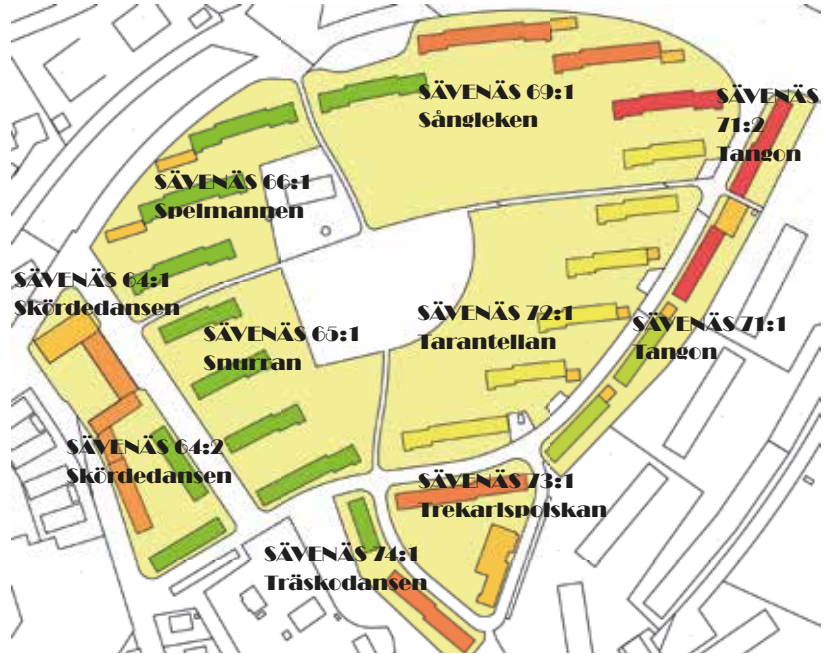 SÄVENÄS 69:1
Sångleken
SÄVENÄS
71:2
Tangon
SÄVENÄS 66:1
Spelmannen
SÄVENÄS 64:1
Skördedansen
SÄVENÄS 65:1
Snurran
SÄVENÄS 72:1
Tarantellan
SÄVENÄS 71:1
Tangon
SÄVENÄS 64:2
Skördedansen
SÄVENÄS 73:1
Trekarlspolskan
SÄVENÄS 74:1
Träskodansen